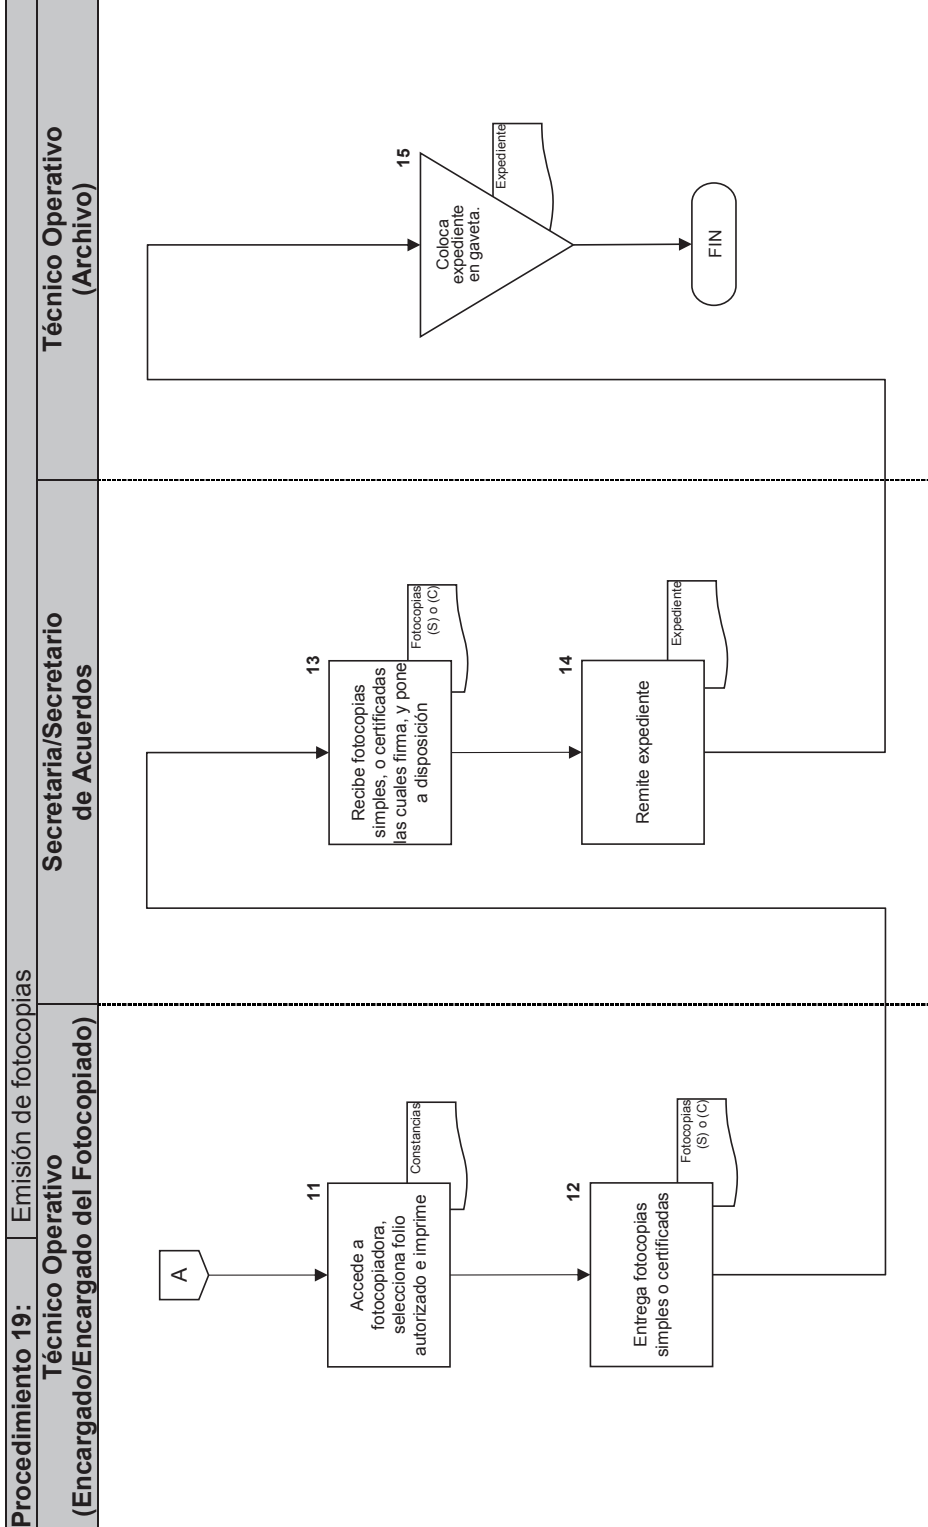 Procedimiento 19:
Emisión de fotocopias
Técnico Operativo
(Encargado/Encargado del Fotocopiado)
Secretaria/Secretario
de Acuerdos
Técnico Operativo
(Archivo)
A
11
Accede a
fotocopiadora,
selecciona folio
autorizado e imprime
Constancias
12
Entrega fotocopias
simples o certificadas
Fotocopias
(S) o (C)
13
Recibe fotocopias
simples, o certificadas
las cuales firma, y pone
a disposición
Fotocopias
(S) o (C)
14
Remite expediente
Expediente
15
Coloca
expediente
en gaveta.
Expediente
FIN